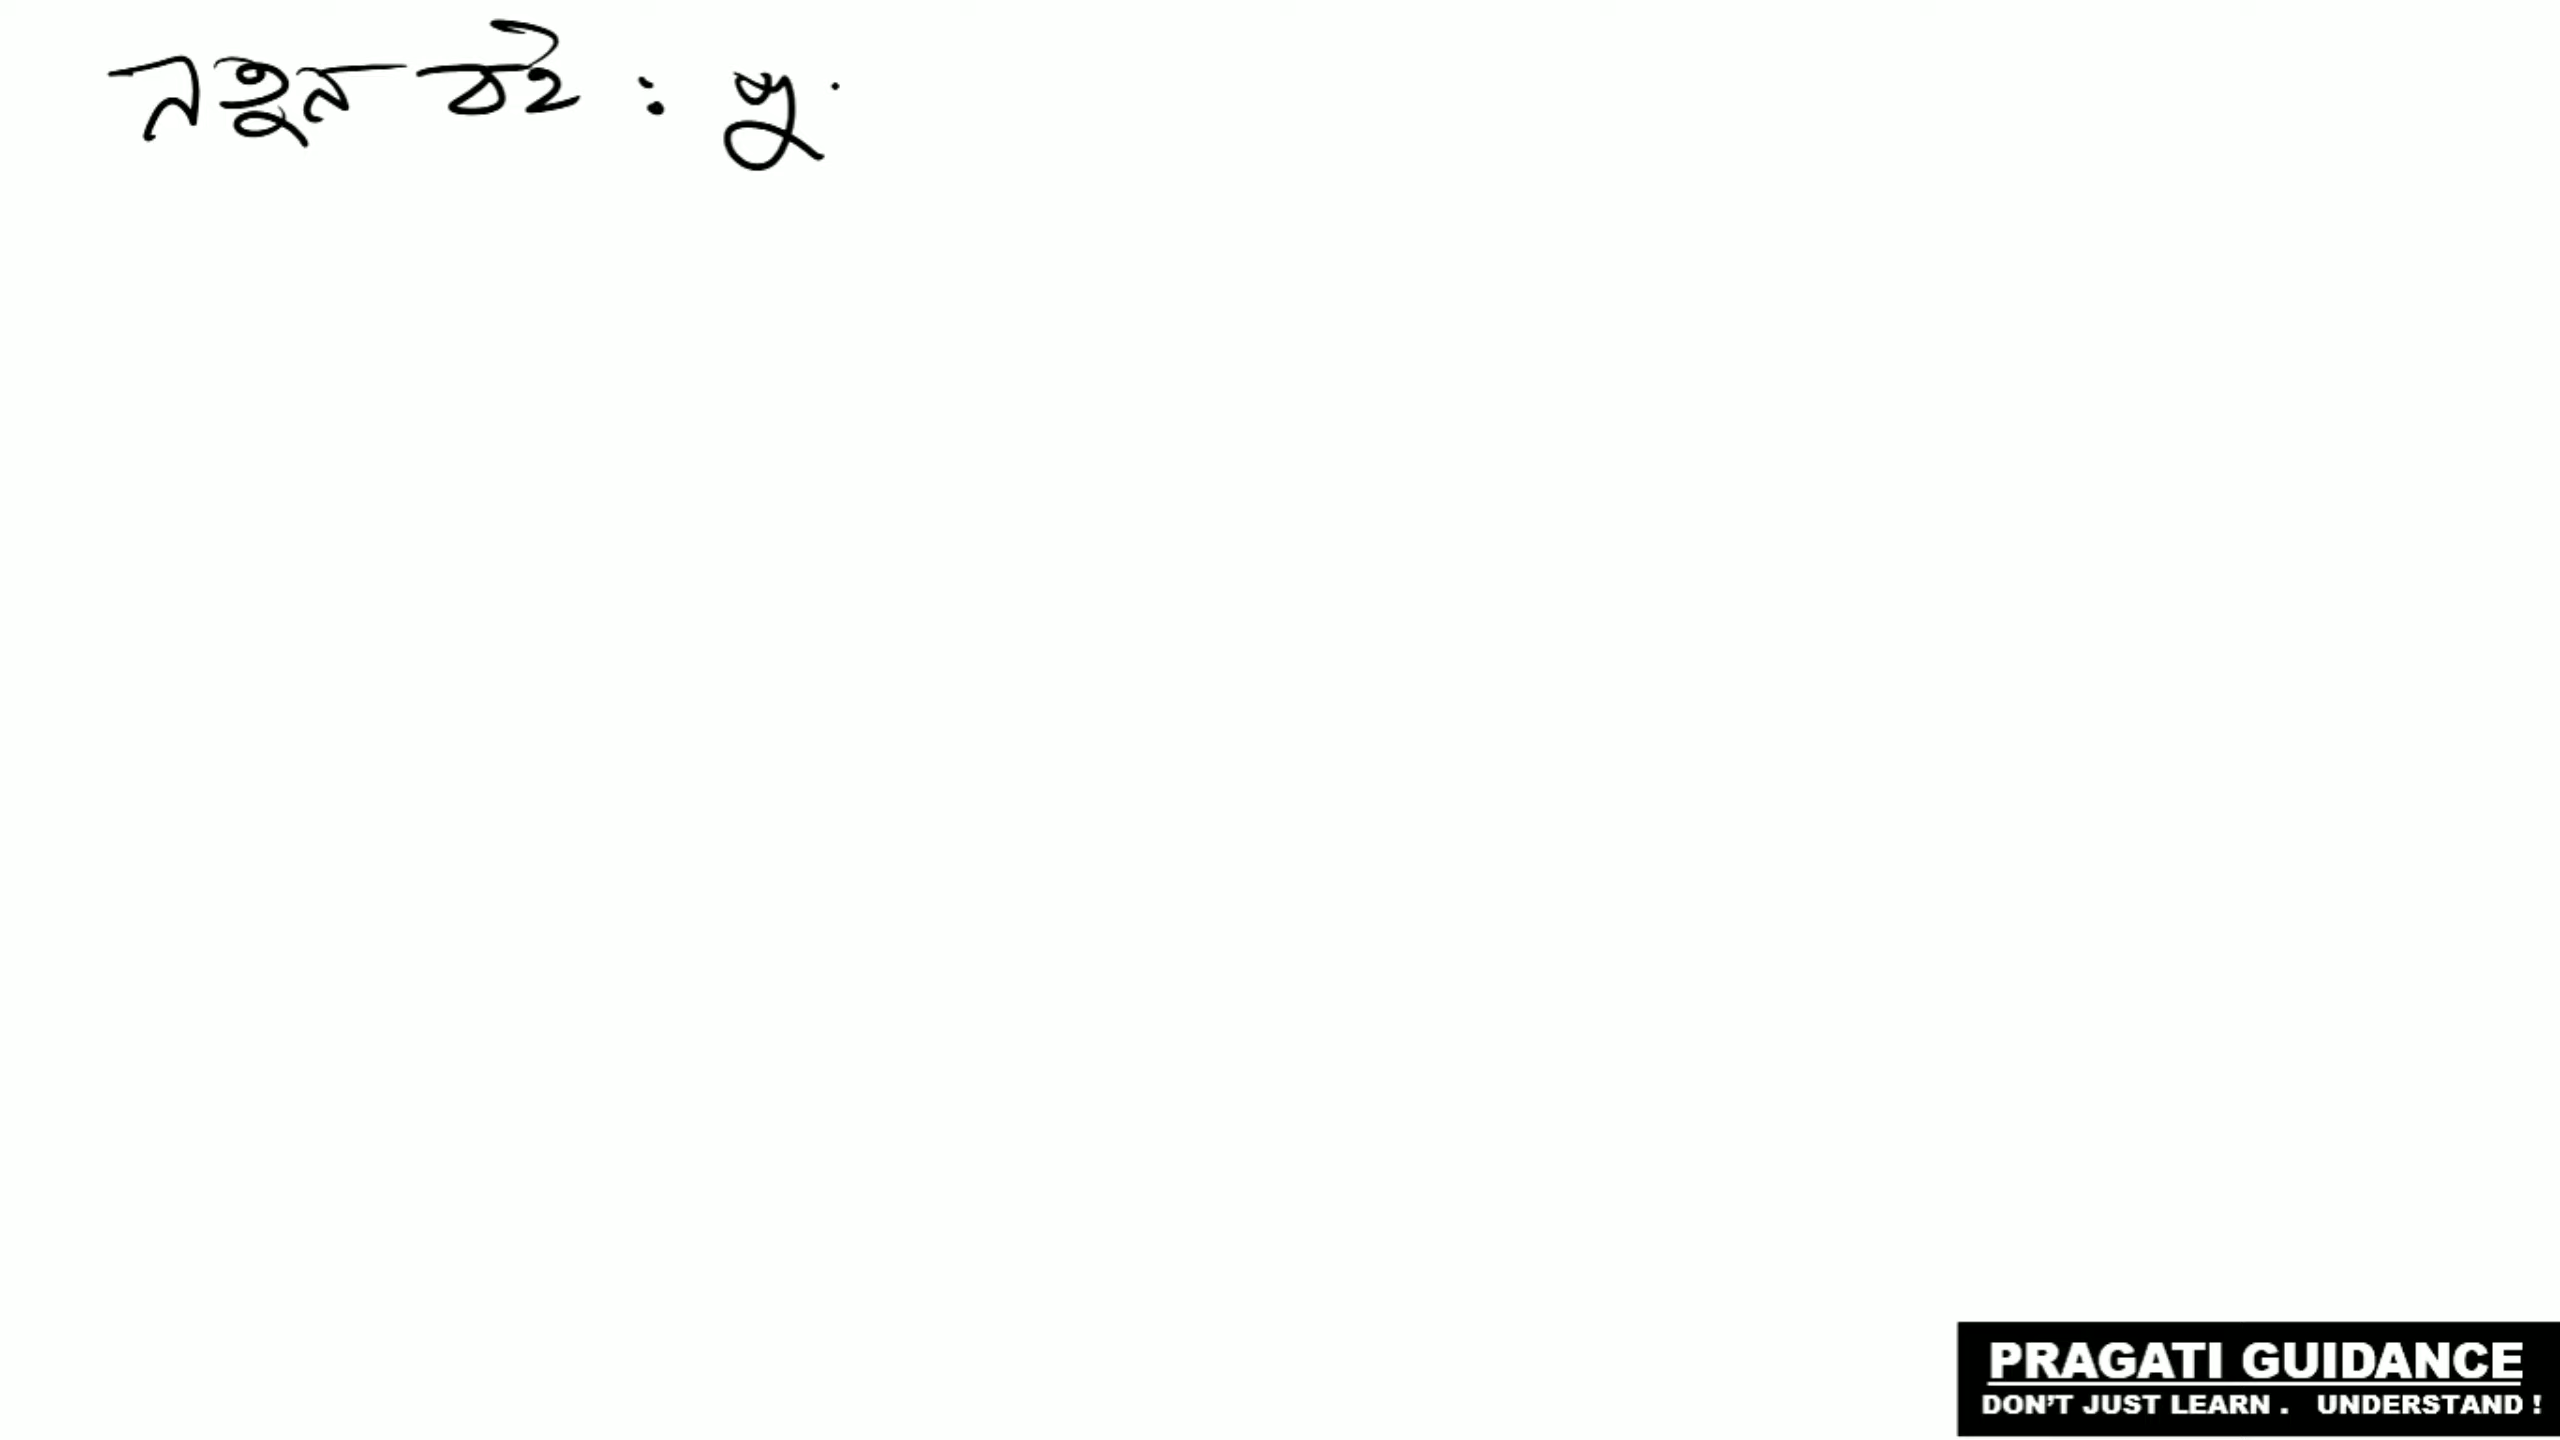 নতুন বই : পৃ.
PRAGATI GUIDANCE
DON'T JUST LEARN . UNDERSTAND !